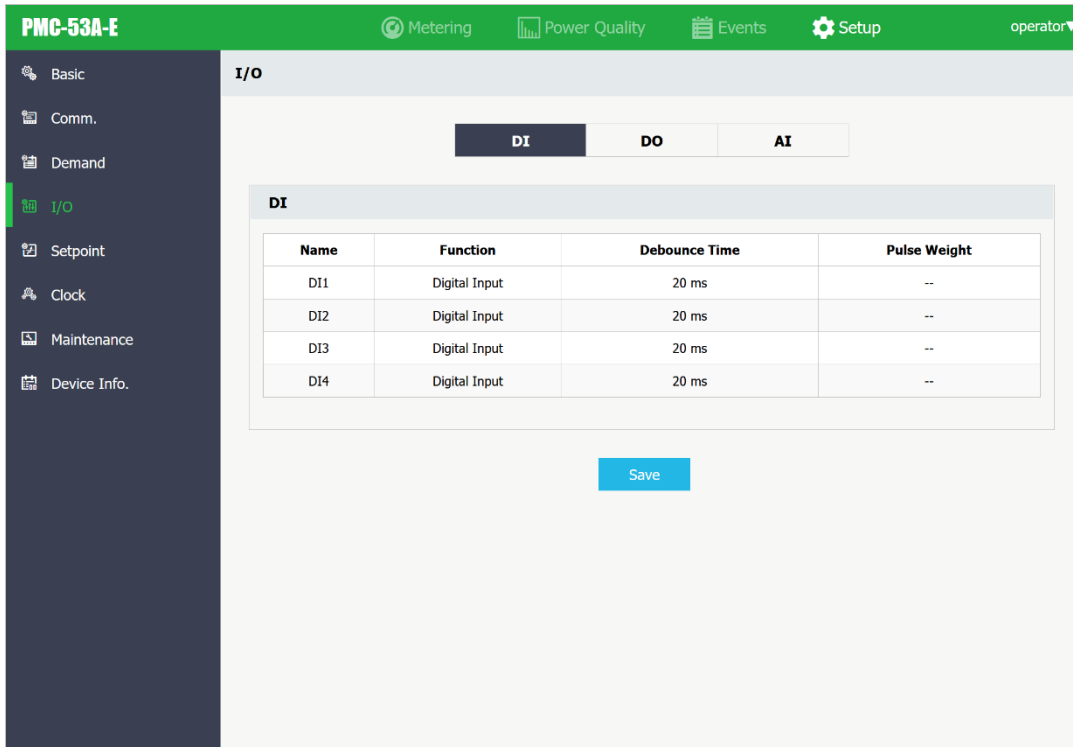 PMC-53A-E Metering Power Quality Events Setup operator▼
Basic
Comm.
Demand
I/O
Setpoint
Clock
Maintenance
Device Info.
I/O
DI DO AI
DI
Name Function Debounce Time Pulse Weight
DI1 Digital Input 20 ms --
DI2 Digital Input 20 ms --
DI3 Digital Input 20 ms --
DI4 Digital Input 20 ms --
Save